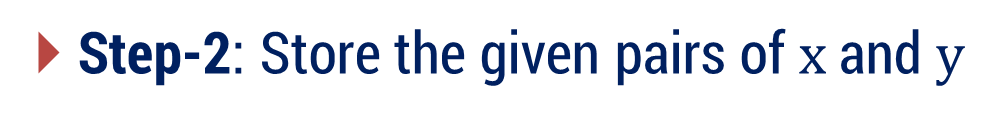 Step-2: Store the given pairs of x and y